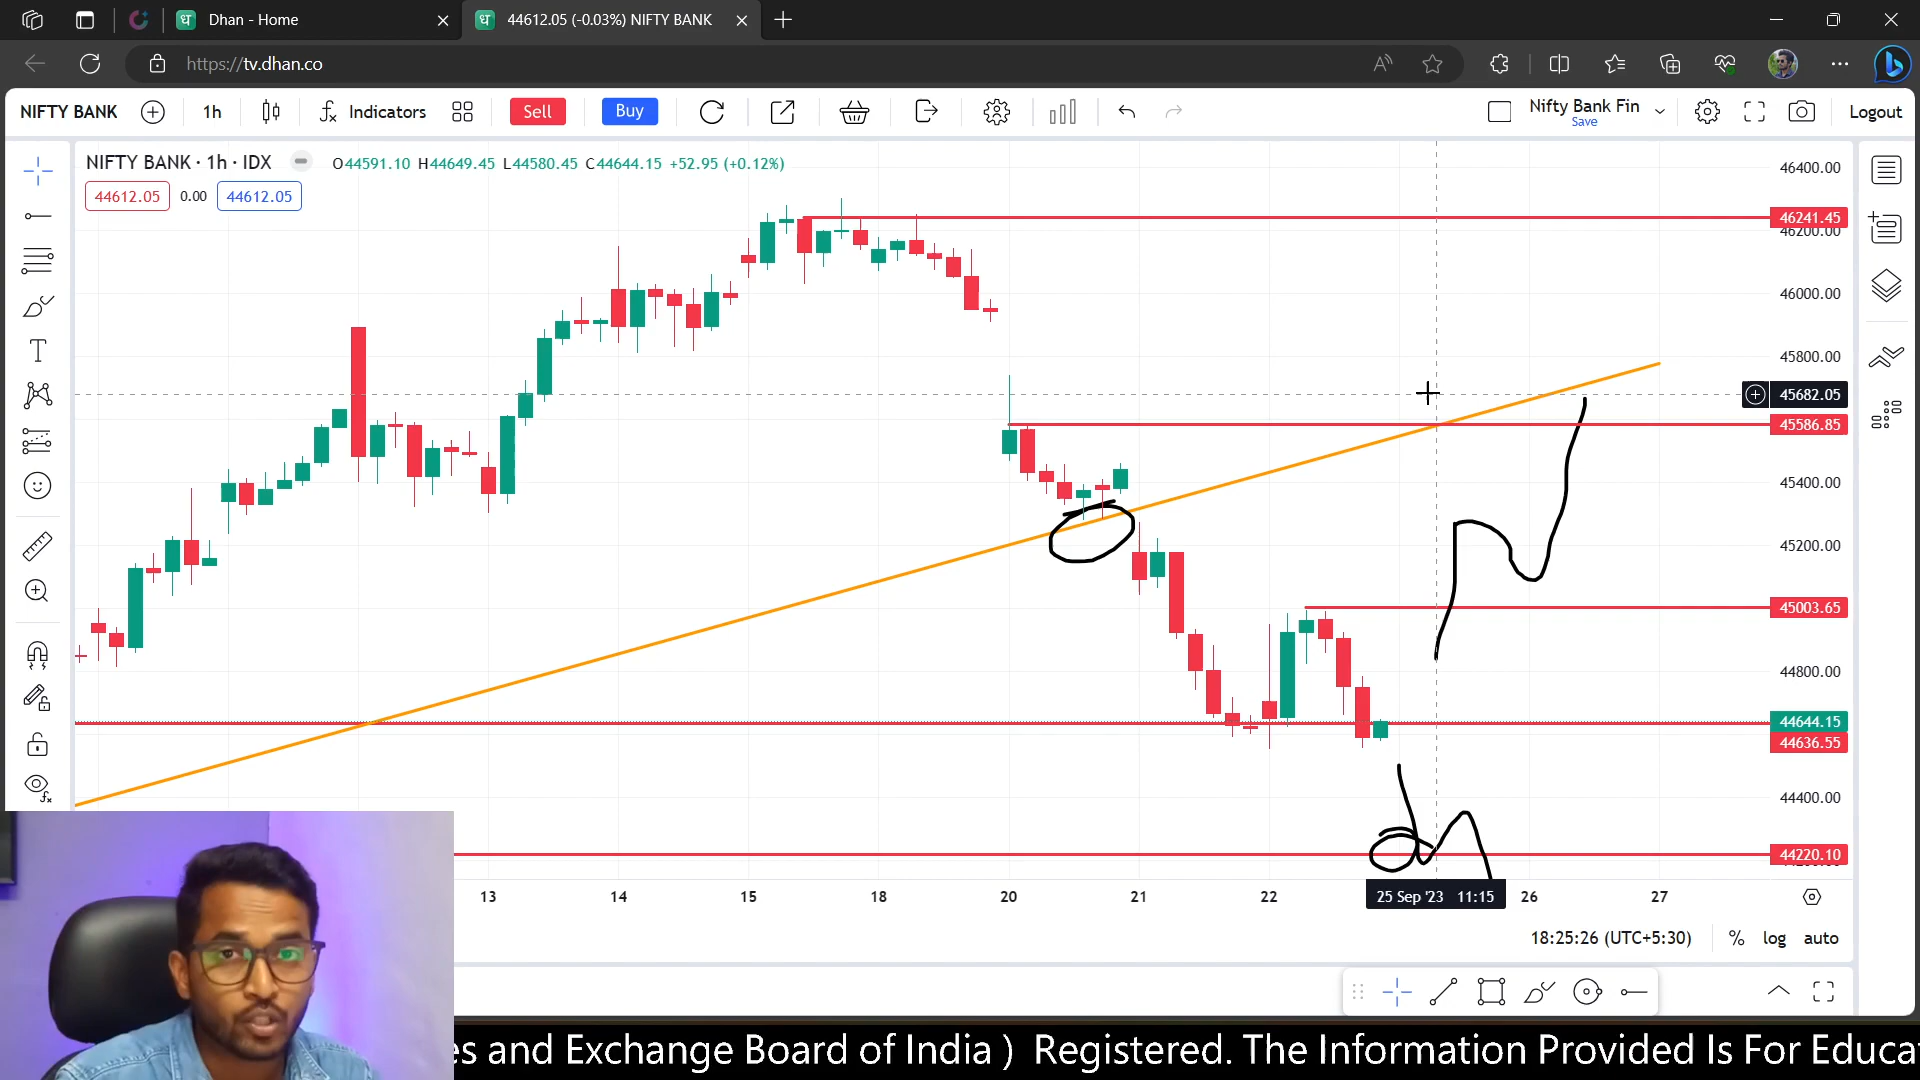 Dhan - Home
44612.05 (-0.03%) NIFTY BANK
https://tv.dhan.co
NIFTY BANK
1h
Indicators
Sell
Buy
Nifty Bank Fin
Save
Logout
NIFTY BANK · 1h · IDX
O44591.10 H44649.45 L44580.45 C44644.15 +52.95 (+0.12%)
44612.05
0.00
44612.05
46400.00
46241.45
46200.00
46000.00
45800.00
45682.05
45586.85
45400.00
45200.00
45003.65
44800.00
44644.15
44636.55
44400.00
44220.10
13
14
15
18
20
21
22
25 Sep '23 11:15
26
27
18:25:26 (UTC+5:30)
%
log
auto
es and Exchange Board of India ) Registered. The Information Provided Is For Educa